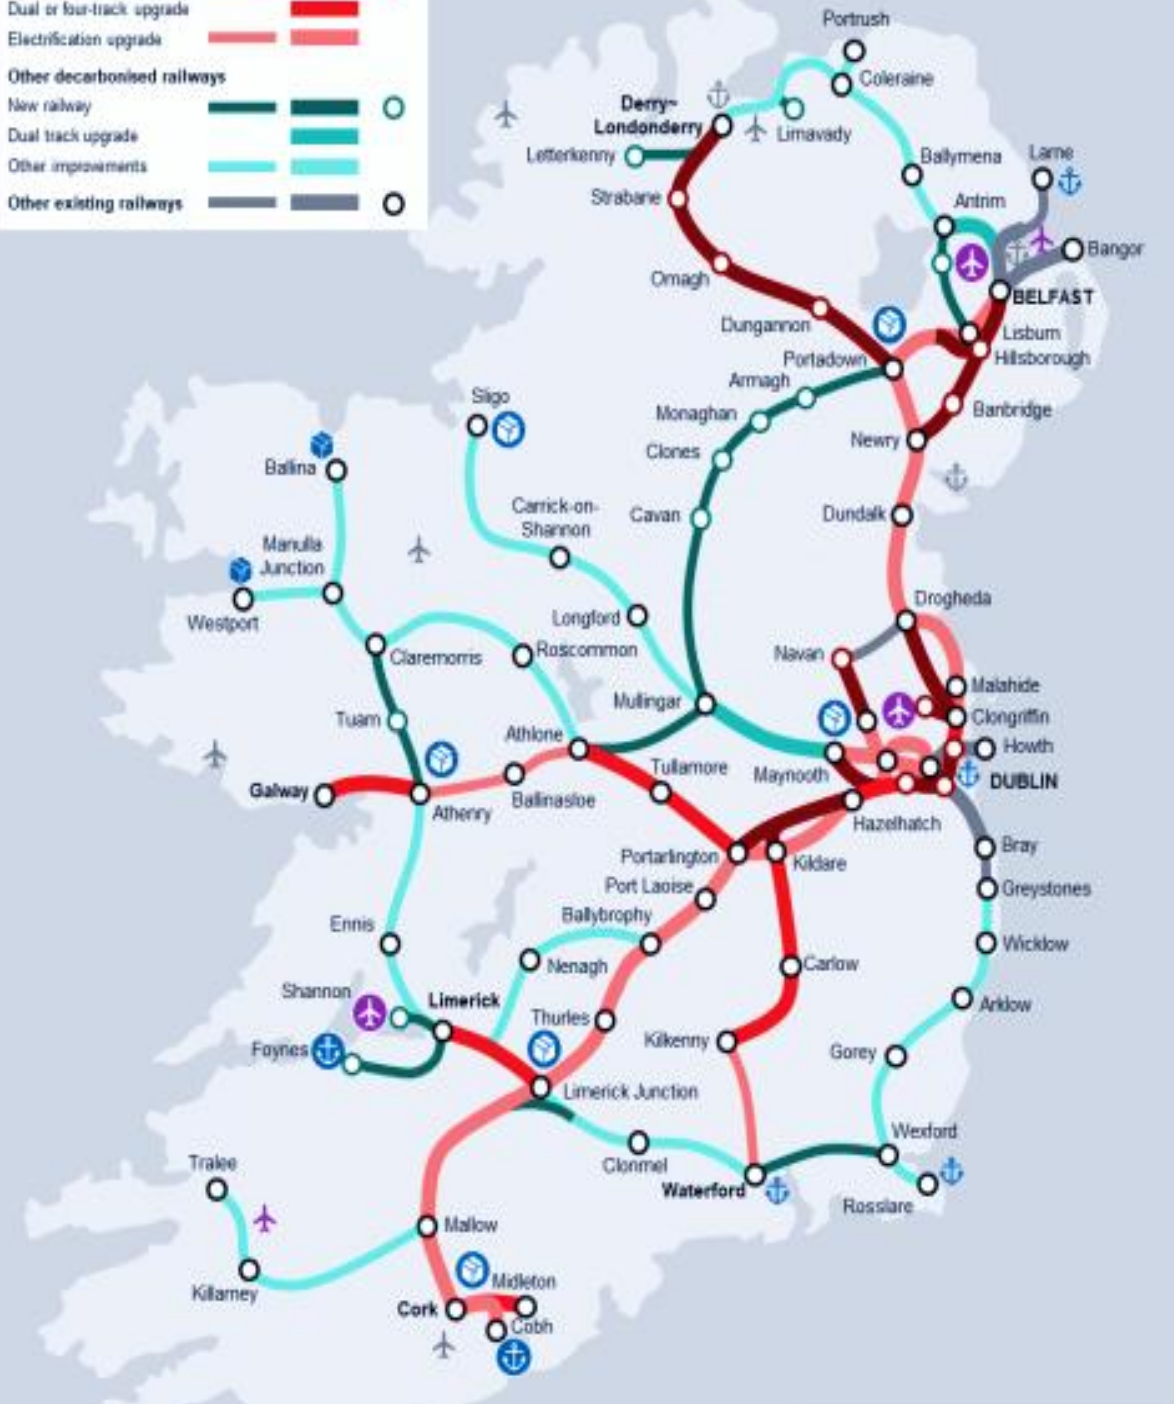 Dual or four-track upgrade
Electrification upgrade
Other decarbonised railways
New railway
Dual track upgrade
Other improvements
Other existing railways
Portrush
Coleraine
Derry~
Londonderry
Limavady
Letterkenny
Ballymena
Larne
Strabane
Antrim
Bangor
Omagh
BELFAST
Dungannon
Lisburn
Portadown
Hillsborough
Armagh
Sligo
Monaghan
Banbridge
Newry
Clones
Ballina
Carrick-on-
Shannon
Cavan
Dundalk
Manulla
Junction
Drogheda
Westport
Longford
Roscommon
Navan
Claremorris
Malahide
Mullingar
Tuam
Clongriffin
Athlone
Howth
Tullamore
Maynooth
DUBLIN
Galway
Ballinasloe
Athenry
Hazelhatch
Bray
Portarlington
Kildare
Port Laoise
Greystones
Ballybrophy
Ennis
Wicklow
Nenagh
Carlow
Shannon
Limerick
Arklow
Thurles
Kilkenny
Foynes
Gorey
Limerick Junction
Wexford
Tralee
Clonmel
Waterford
Rosslare
Mallow
Killarney
Midleton
Cork
Cobh